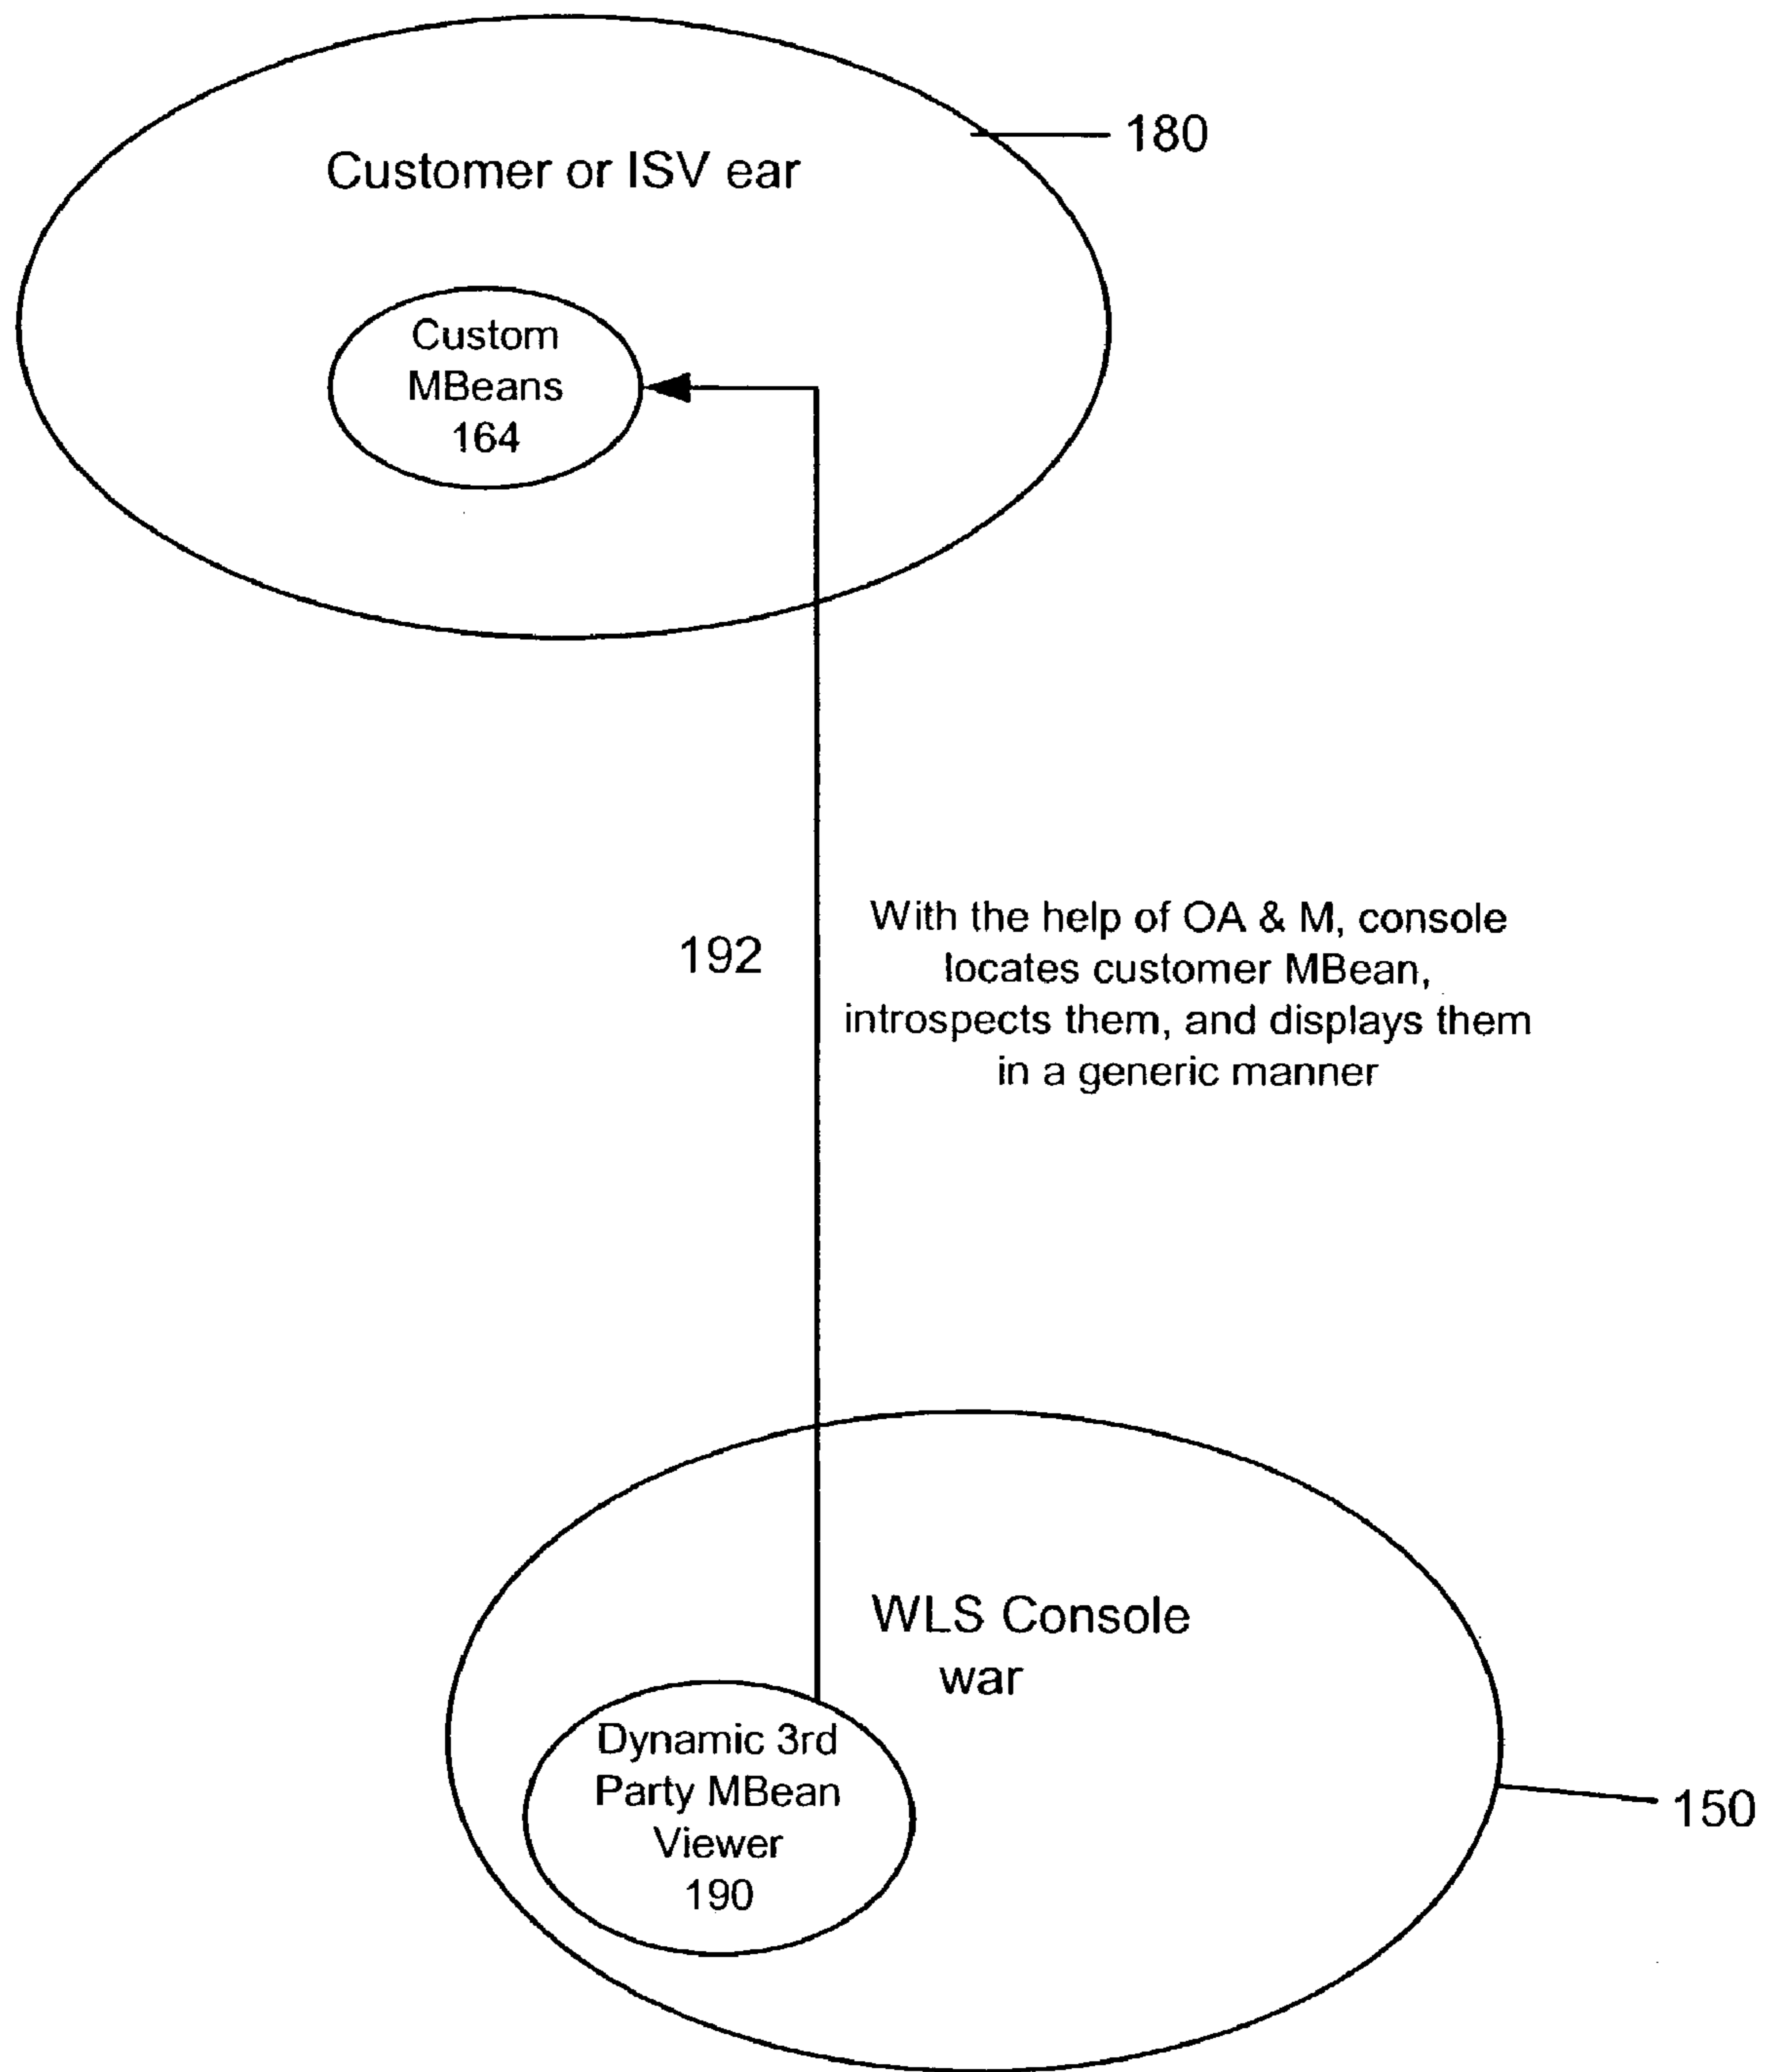 180
Customer or ISV ear
Custom
MBeans
164
192
With the help of OA & M, console
locates customer MBean,
introspects them, and displays them
in a generic manner
WLS Console
war
Dynamic 3rd
Party MBean
Viewer
190
150